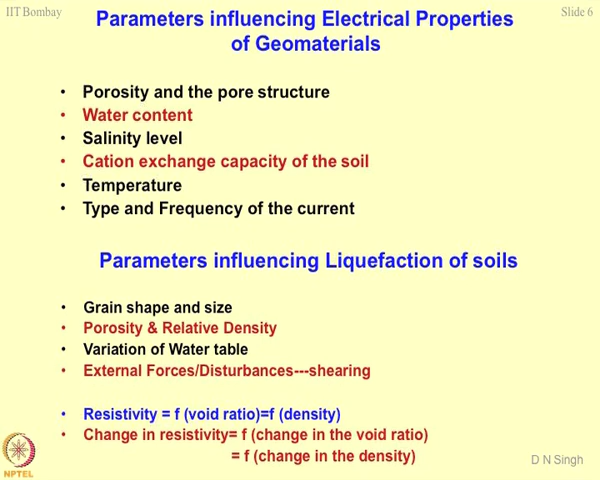 IIT Bombay
Slide 6
Parameters influencing Electrical Properties
of Geomaterials
• Porosity and the pore structure
• Water content
• Salinity level
• Cation exchange capacity of the soil
• Temperature
• Type and Frequency of the current
Parameters influencing Liquefaction of soils
• Grain shape and size
• Porosity & Relative Density
• Variation of Water table
• External Forces/Disturbances---shearing
• Resistivity = f (void ratio)=f (density)
• Change in resistivity= f (change in the void ratio)
= f (change in the density)
NPTEL
D N Singh